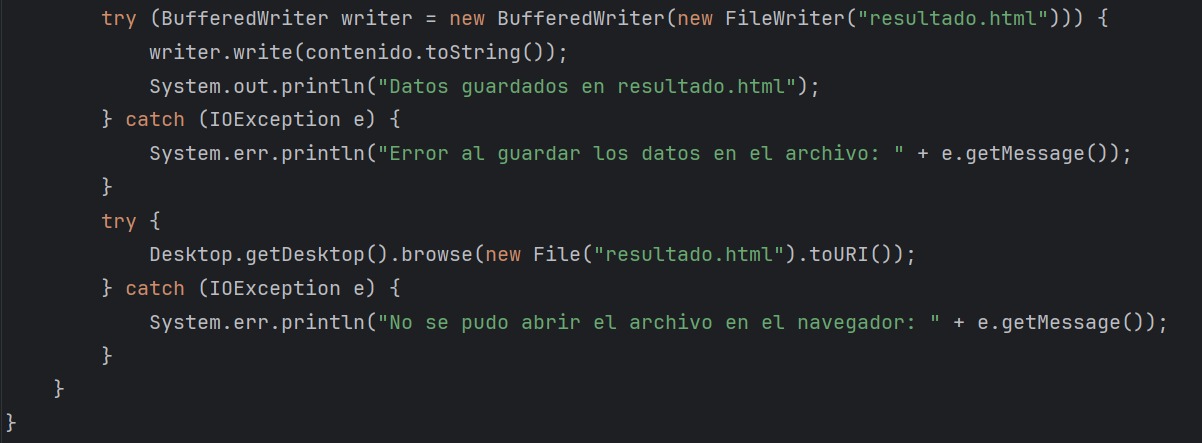 try (BufferedWriter writer = new BufferedWriter(new FileWriter("resultado.html"))) {
writer.write(contenido.toString());
System.out.println("Datos guardados en resultado.html");
} catch (IOException e) {
System.err.println("Error al guardar los datos en el archivo: " + e.getMessage());
}
try {
Desktop.getDesktop().browse(new File("resultado.html").toURI());
} catch (IOException e) {
System.err.println("No se pudo abrir el archivo en el navegador: " + e.getMessage());
}
}
}